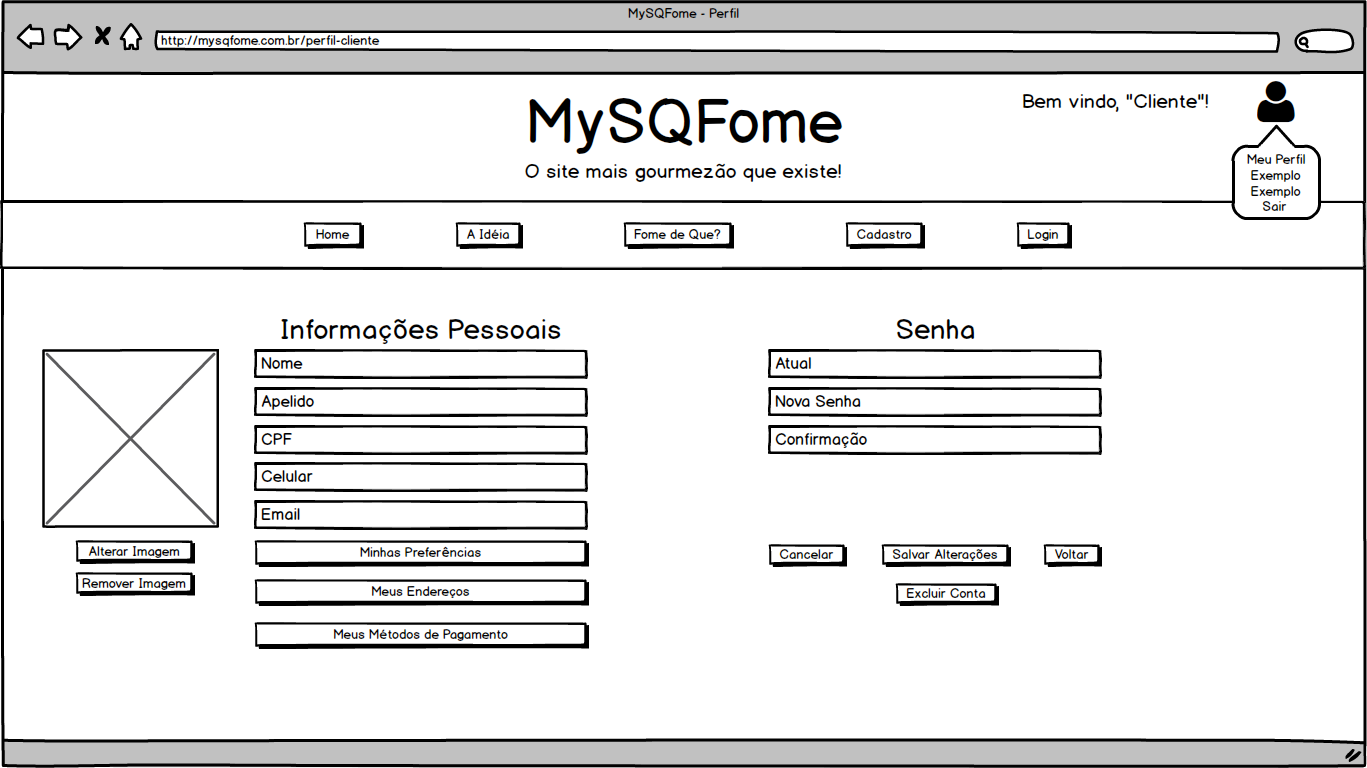 MySQFome - Perfil
http://mysqfome.com.br/perfil-cliente
Bem vindo, "Cliente"!
MySQFome
O site mais gourmezão que existe!
Meu Perfil
Exemplo
Exemplo
Sair
Home
A Idéia
Fome de Que?
Cadastro
Login
Informações Pessoais
Nome
Apelido
CPF
Celular
Email
Minhas Preferências
Meus Endereços
Meus Métodos de Pagamento
Alterar Imagem
Remover Imagem
Senha
Atual
Nova Senha
Confirmação
Cancelar
Salvar Alterações
Voltar
Excluir Conta